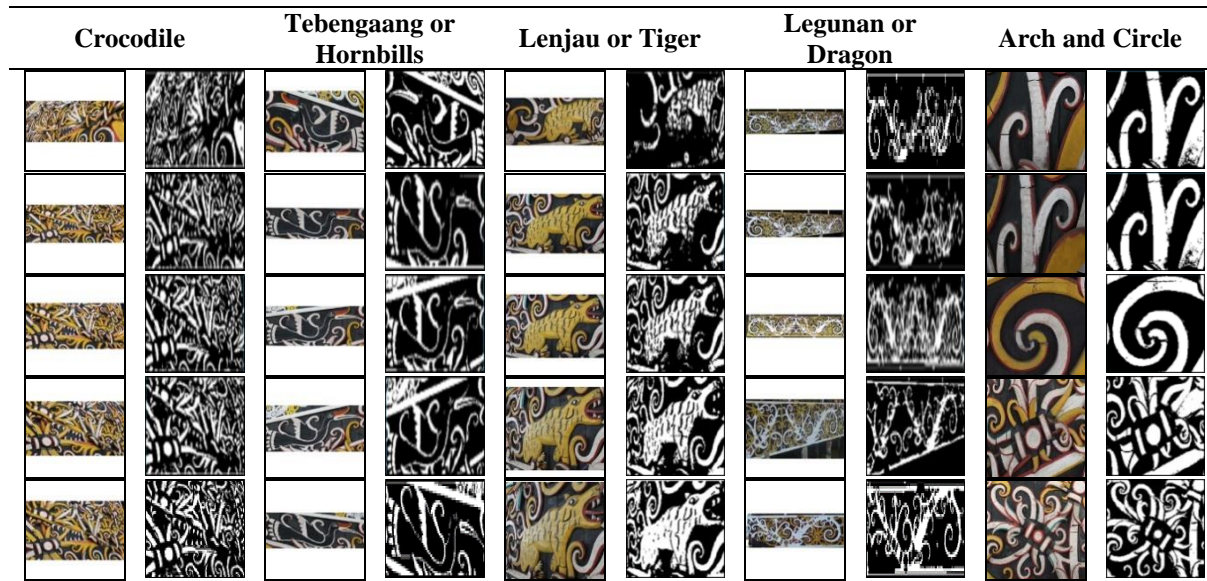 Crocodile
Tebengaang or
Hornbills
Lenjau or Tiger
Legunan or
Dragon
Arch and Circle